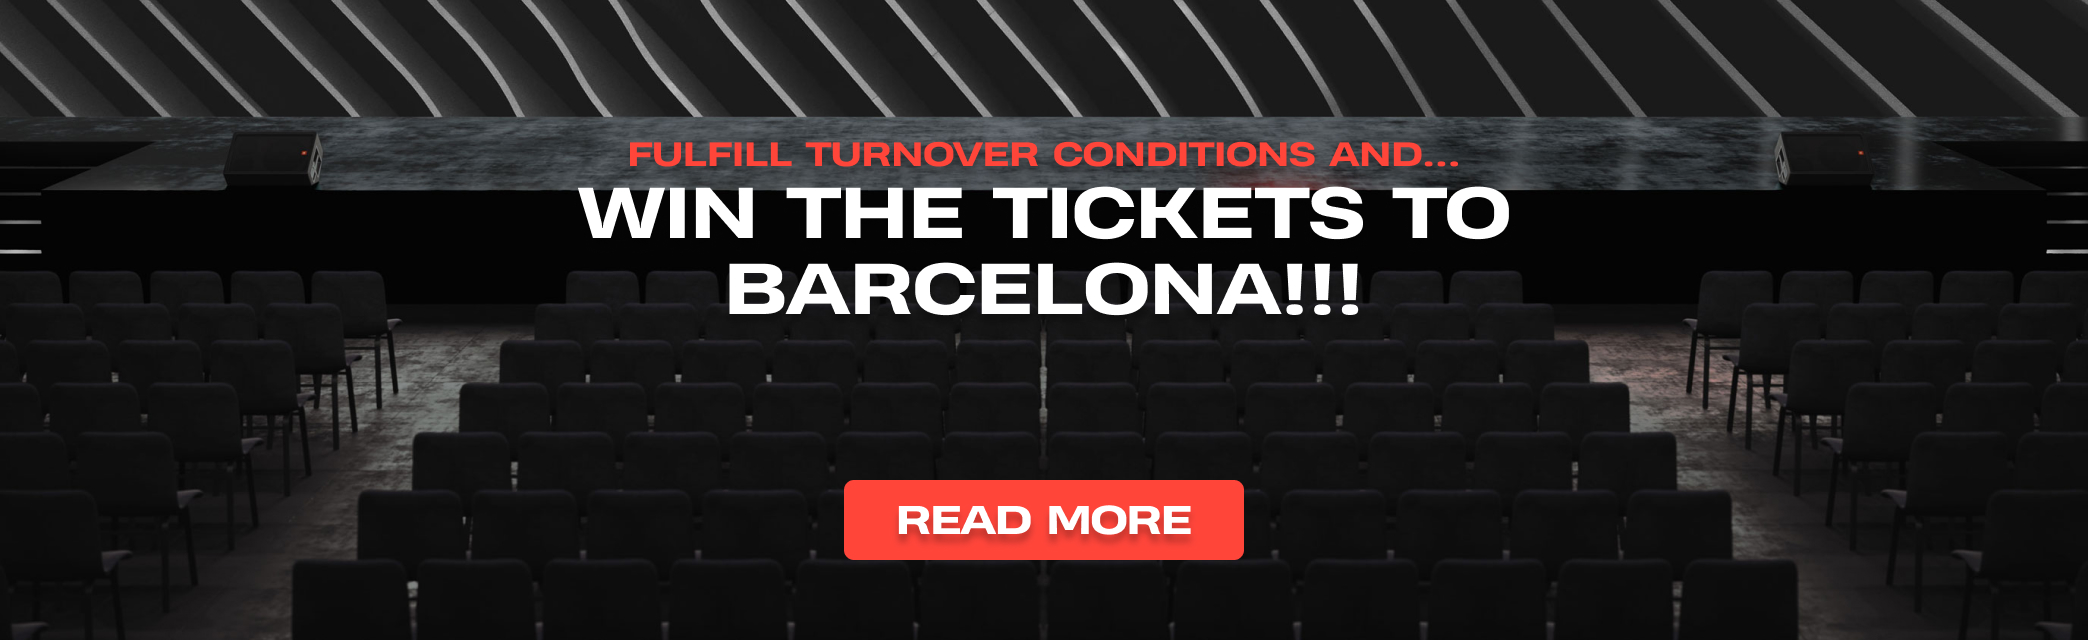 FULFILL TURNOVER CONDITIONS AND...
WIN THE TICKETS TO
BARCELONA!!!
READ MORE